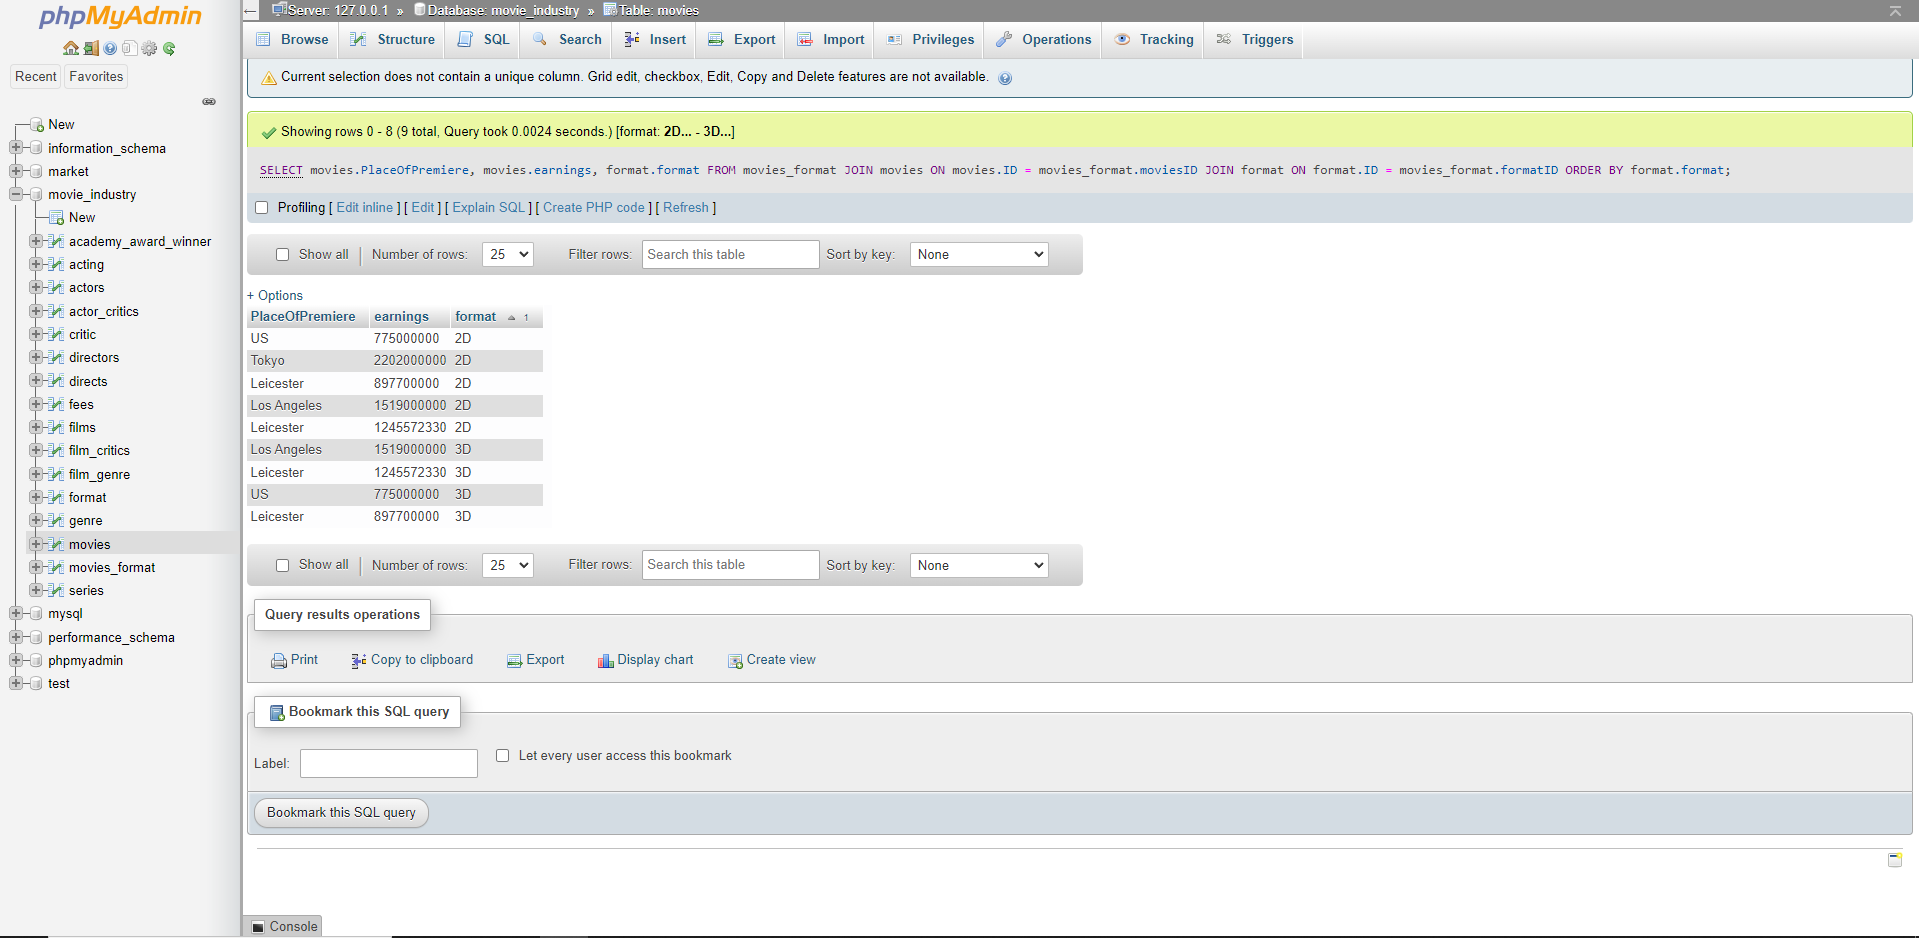 phpMyAdmin
Recent Favorites
New
information_schema
market
movie_industry
New
academy_award_winner
acting
actors
actor_critics
critic
directors
directs
fees
films
film_critics
film_genre
format
genre
movies
movies_format
series
mysql
performance_schema
phpmyadmin
test
Server: 127.0.0.1 » Database: movie_industry » Table: movies
Browse Structure SQL Search Insert Export Import Privileges Operations Tracking Triggers
Current selection does not contain a unique column. Grid edit, checkbox, Edit, Copy and Delete features are not available.
Showing rows 0 - 8 (9 total, Query took 0.0024 seconds.) [format: 2D... - 3D...]
SELECT movies.PlaceOfPremiere, movies.earnings, format.format FROM movies_format JOIN movies ON movies.ID = movies_format.moviesID JOIN format ON format.ID = movies_format.formatID ORDER BY format.format;
Profiling [ Edit inline ] [ Edit ] [ Explain SQL ] [ Create PHP code ] [ Refresh ]
Show all | Number of rows: 25 Filter rows: Search this table Sort by key: None
+ Options
PlaceOfPremiere earnings format 1
US 775000000 2D
Tokyo 2202000000 2D
Leicester 897700000 2D
Los Angeles 1519000000 2D
Leicester 1245572330 2D
Los Angeles 1519000000 3D
Leicester 1245572330 3D
US 775000000 3D
Leicester 897700000 3D
Show all | Number of rows: 25 Filter rows: Search this table Sort by key: None
Query results operations
Print Copy to clipboard Export Display chart Create view
Bookmark this SQL query
Label: Let every user access this bookmark
Bookmark this SQL query
Console